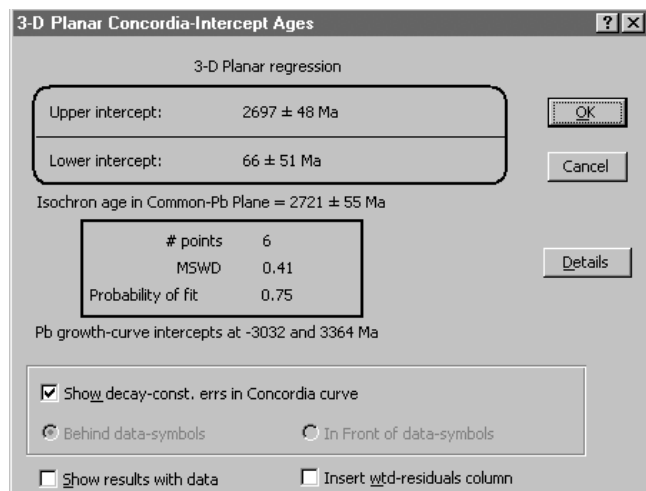 3-D Planar Concordia-Intercept Ages
3-D Planar regression
Upper intercept: 2697 ± 48 Ma
OK
Lower intercept: 66 ± 51 Ma
Cancel
Isochron age in Common-Pb Plane = 2721 ± 55 Ma
# points 6
MSWD 0.41
Details
Probability of fit 0.75
Pb growth-curve intercepts at -3032 and 3364 Ma
Show decay-const. errs in Concordia curve
Behind data-symbols In Front of data-symbols
Show results with data Insert wtd-residuals column